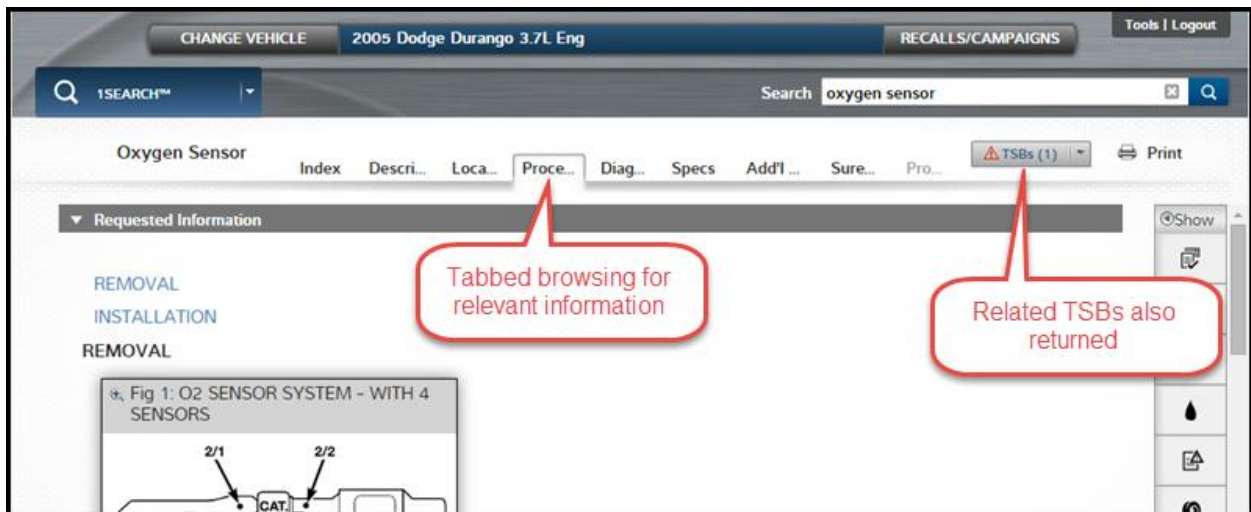 Tools | Logout
CHANGE VEHICLE 2005 Dodge Durango 3.7L Eng RECALLS/CAMPAIGNS
1SEARCH™ Search oxygen sensor
Oxygen Sensor Index Descri... Loca... Proce... Diag... Specs Add'l ... Sure... Pro... TSBs (1) Print
Requested Information
Show
Tabbed browsing for
relevant information
Related TSBs also
returned
REMOVAL
INSTALLATION
REMOVAL
Fig 1: O2 SENSOR SYSTEM - WITH 4
SENSORS
2/1 2/2
CAT.